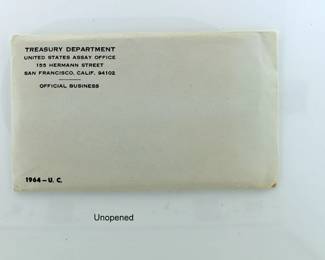 TREASURY DEPARTMENT
UNITED STATES ASSAY OFFICE
155 HERMANN STREET
SAN FRANCISCO, CALIF. 94102
OFFICIAL BUSINESS
1964 – U. C.
Unopened